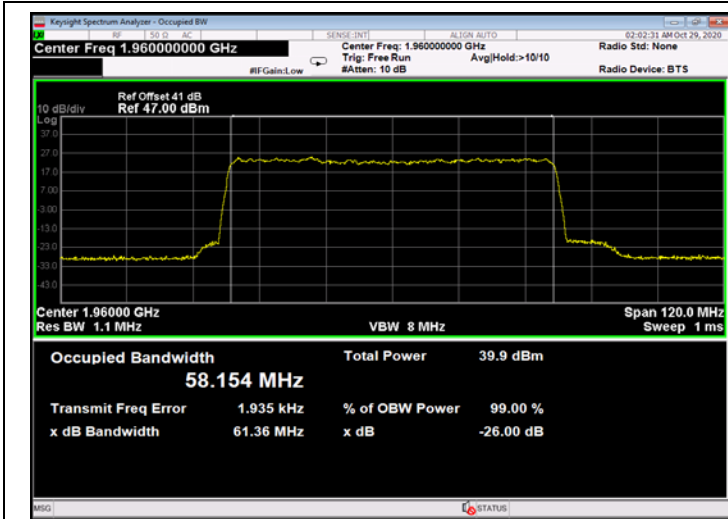 Keysight Spectrum Analyzer - Occupied BW
LXI RF 50 Ω AC SENSE:INT ALIGN AUTO 02:02:31 AM Oct 29, 2020
Center Freq 1.960000000 GHz Center Freq: 1.960000000 GHz Radio Std: None
Trig: Free Run Avg|Hold:>10/10
#IFGain:Low #Atten: 10 dB Radio Device: BTS
Ref Offset 41 dB
10 dB/div Ref 47.00 dBm
Log
37.0
27.0
17.0
7.00
-3.00
-13.0
-23.0
-33.0
-43.0
Center 1.96000 GHz Span 120.0 MHz
Res BW 1.1 MHz VBW 8 MHz Sweep 1 ms
Occupied Bandwidth Total Power 39.9 dBm
58.154 MHz
Transmit Freq Error 1.935 kHz % of OBW Power 99.00 %
x dB Bandwidth 61.36 MHz x dB -26.00 dB
MSG STATUS